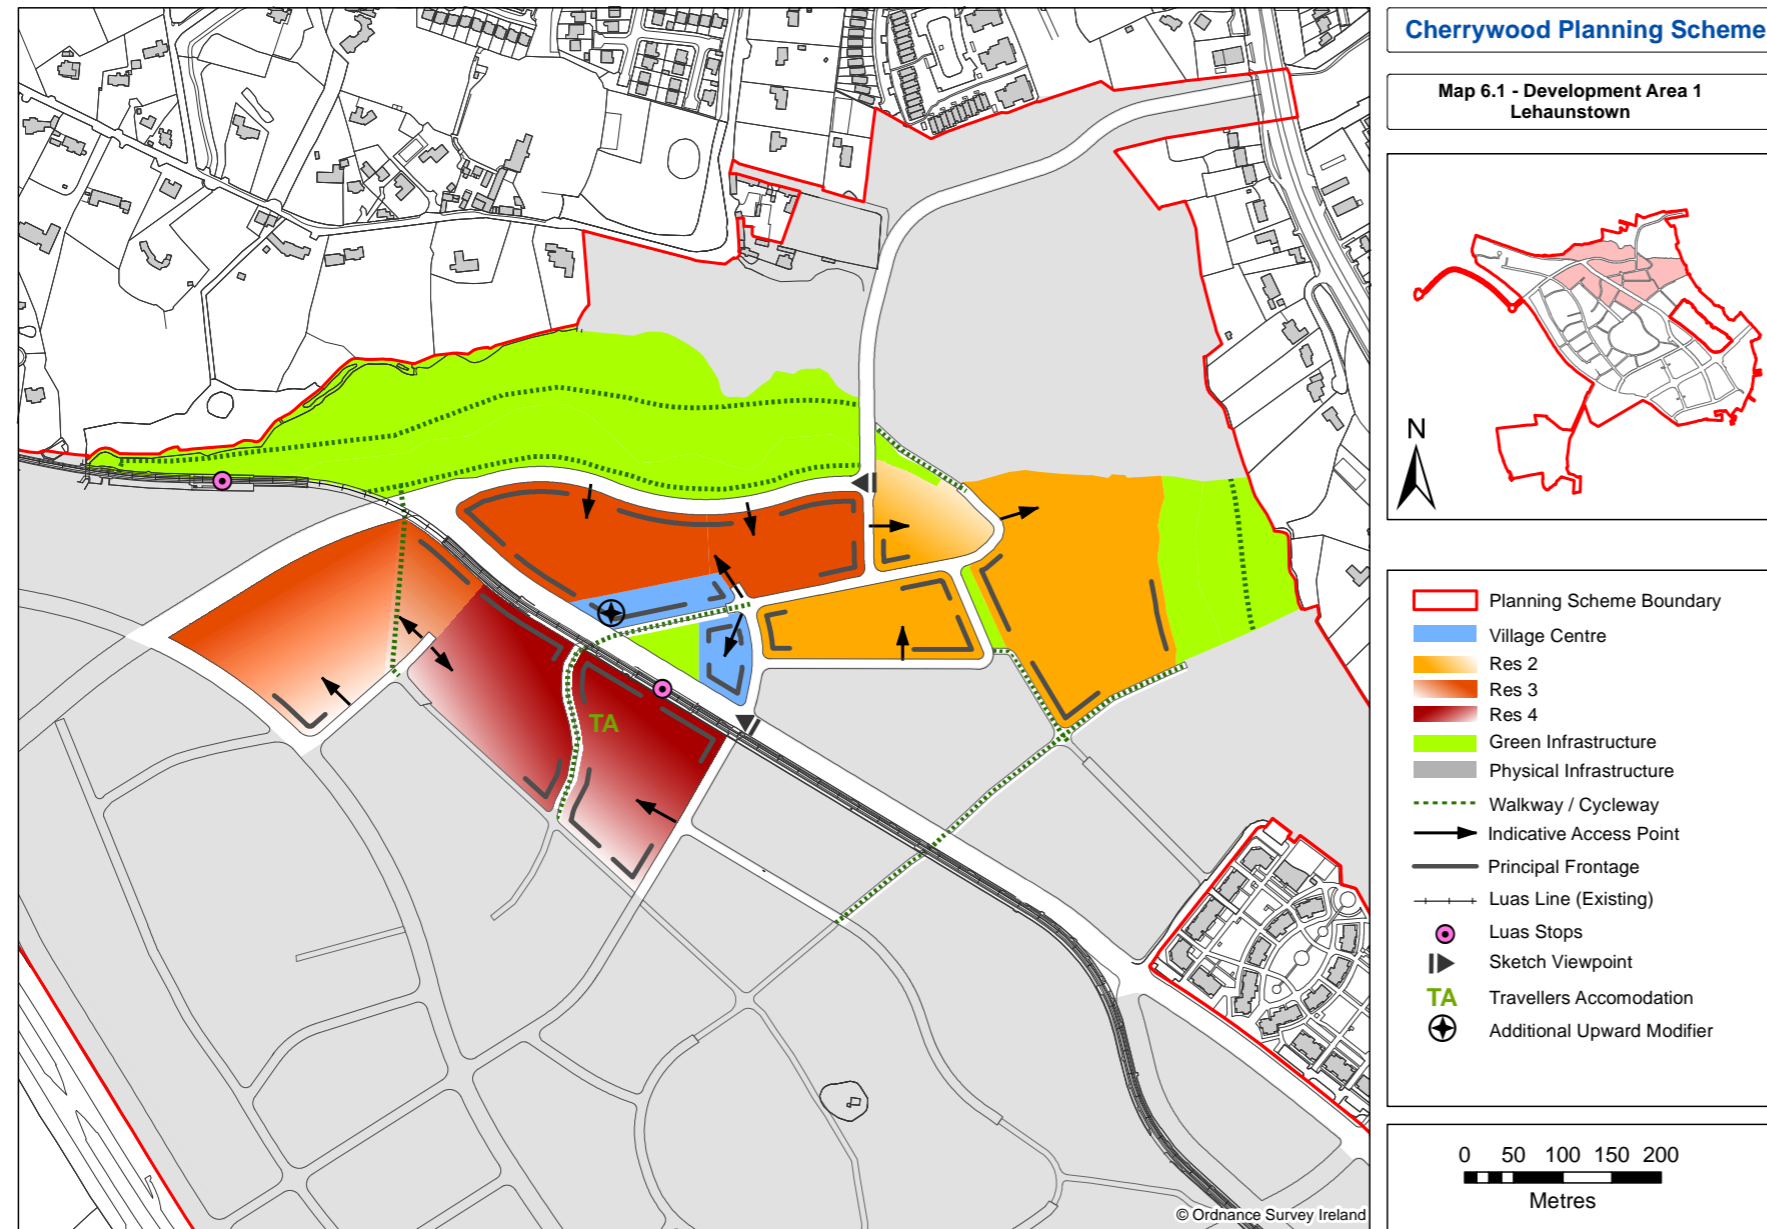 Cherrywood Planning Scheme
Map 6.1 - Development Area 1
Lehaunstown
N
TA
Planning Scheme Boundary
Village Centre
Res 2
Res 3
Res 4
Green Infrastructure
Physical Infrastructure
Walkway / Cycleway
Indicative Access Point
Principal Frontage
Luas Line (Existing)
Luas Stops
Sketch Viewpoint
TA Travellers Accomodation
Additional Upward Modifier
0 50 100 150 200
Metres
© Ordnance Survey Ireland